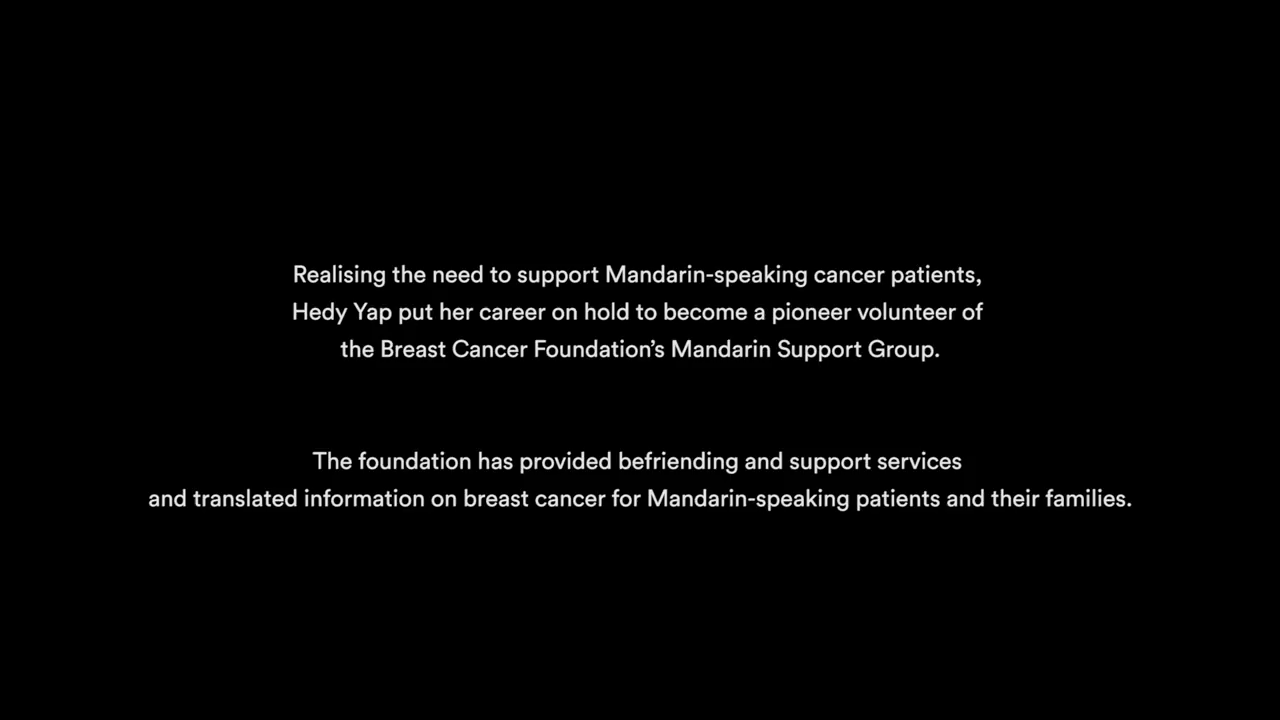 Realising the need to support Mandarin-speaking cancer patients,
Hedy Yap put her career on hold to become a pioneer volunteer of
the Breast Cancer Foundation’s Mandarin Support Group.
The foundation has provided befriending and support services
and translated information on breast cancer for Mandarin-speaking patients and their families.